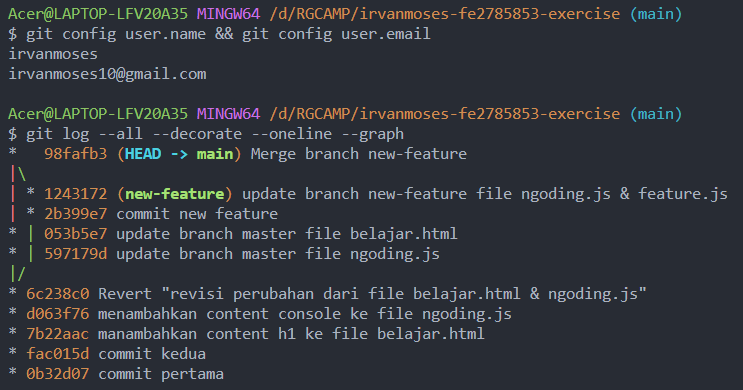 Acer@LAPTOP-LFV20A35 MINGW64 /d/RGCAMP/irvanmoses-fe2785853-exercise (main)
$ git config user.name && git config user.email
irvanmoses
irvanmoses10@gmail.com
Acer@LAPTOP-LFV20A35 MINGW64 /d/RGCAMP/irvanmoses-fe2785853-exercise (main)
$ git log --all --decorate --oneline --graph
*   98fafb3 (HEAD -> main) Merge branch new-feature
|\
| * 1243172 (new-feature) update branch new-feature file ngoding.js & feature.js
| * 2b399e7 commit new feature
* | 053b5e7 update branch master file belajar.html
* | 597179d update branch master file ngoding.js
|/
* 6c238c0 Revert "revisi perubahan dari file belajar.html & ngoding.js"
* d063f76 menambahkan content console ke file ngoding.js
* 7b22aac manambahkan content h1 ke file belajar.html
* fac015d commit kedua
* 0b32d07 commit pertama